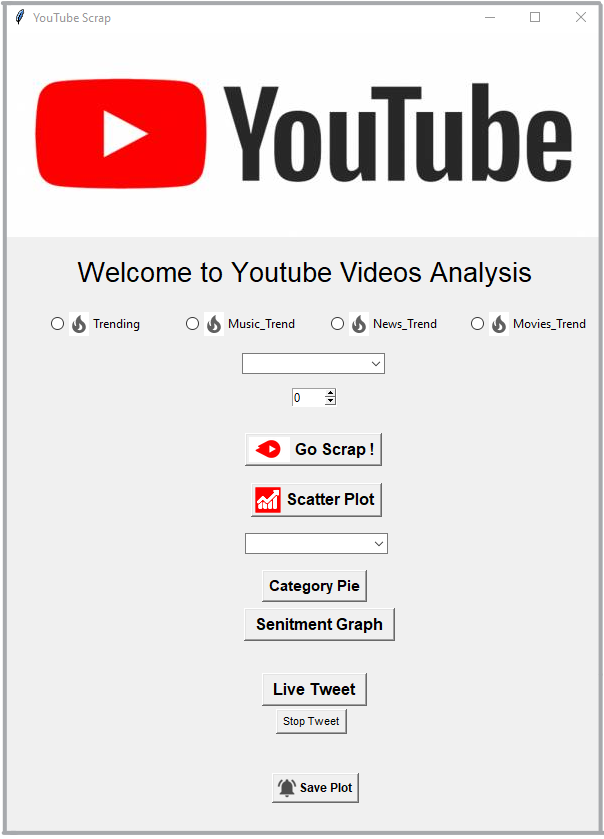 YouTube Scrap
YouTube
Welcome to Youtube Videos Analysis
Trending Music_Trend News_Trend Movies_Trend
0
Go Scrap !
Scatter Plot
Category Pie
Senitment Graph
Live Tweet
Stop Tweet
Save Plot